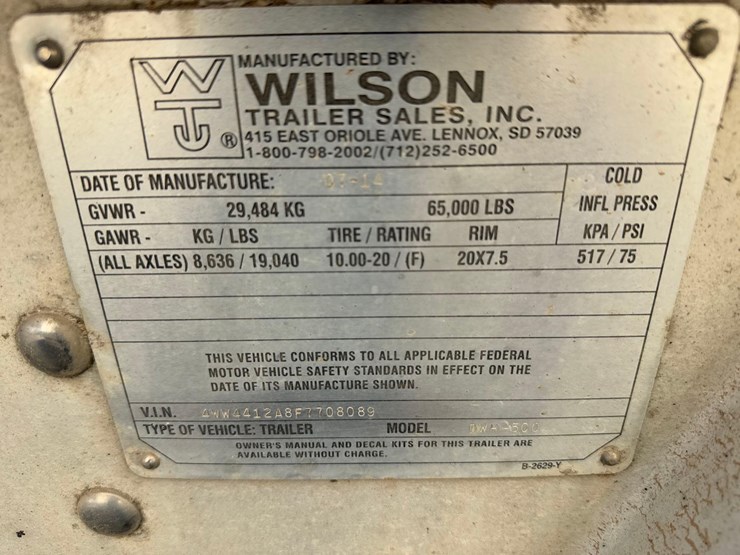 WTS ®
MANUFACTURED BY:
WILSON
TRAILER SALES, INC.
415 EAST ORIOLE AVE. LENNOX, SD 57039
1-800-798-2002/(712)252-6500
DATE OF MANUFACTURE: 07-14 COLD
GVWR - 29,484 KG 65,000 LBS INFL PRESS
GAWR - KG / LBS TIRE / RATING RIM KPA / PSI
(ALL AXLES) 8,636 / 19,040 10.00-20 / (F) 20X7.5 517 / 75
THIS VEHICLE CONFORMS TO ALL APPLICABLE FEDERAL
MOTOR VEHICLE SAFETY STANDARDS IN EFFECT ON THE
DATE OF ITS MANUFACTURE SHOWN.
V.I.N. 4WW4412A8F7708089
TYPE OF VEHICLE: TRAILER MODEL
OWNER'S MANUAL AND DECAL KITS FOR THIS TRAILER ARE
AVAILABLE WITHOUT CHARGE.
B-2629-Y